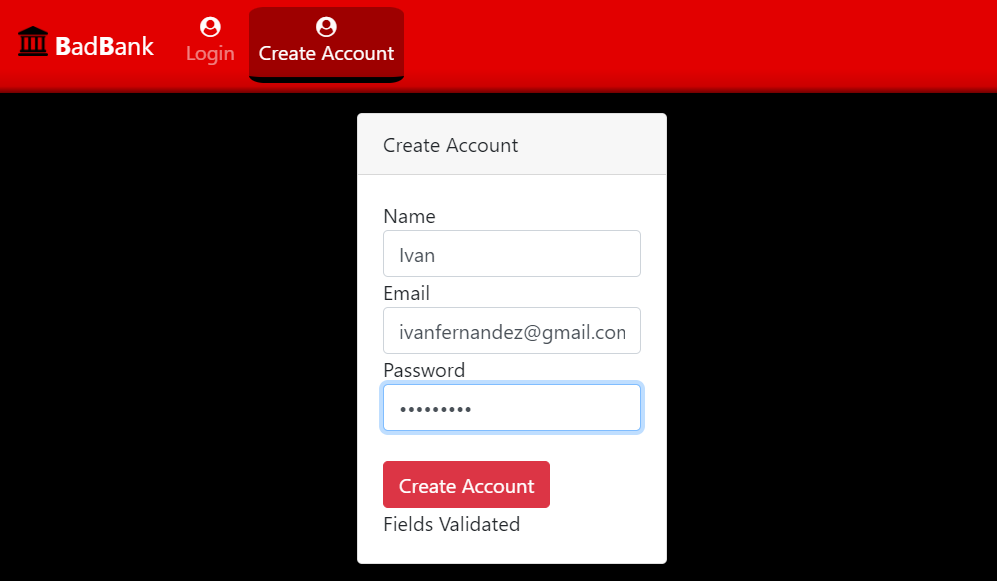 BadBank
Login
Create Account
Create Account
Name
Ivan
Email
ivanfernandez@gmail.con
Password
•••••••••
Create Account
Fields Validated